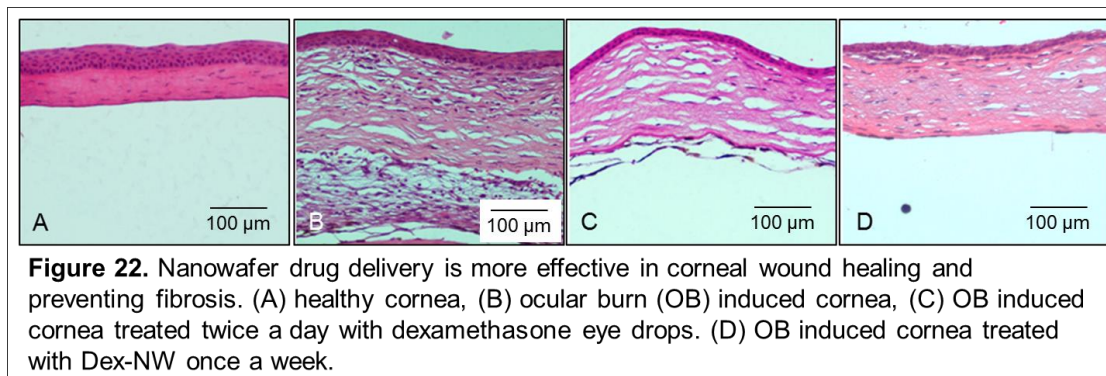 A
100 µm
B
100 µm
C
100 µm
D
100 µm
Figure 22. Nanowafer drug delivery is more effective in corneal wound healing and
preventing fibrosis. (A) healthy cornea, (B) ocular burn (OB) induced cornea, (C) OB induced
cornea treated twice a day with dexamethasone eye drops. (D) OB induced cornea treated
with Dex-NW once a week.